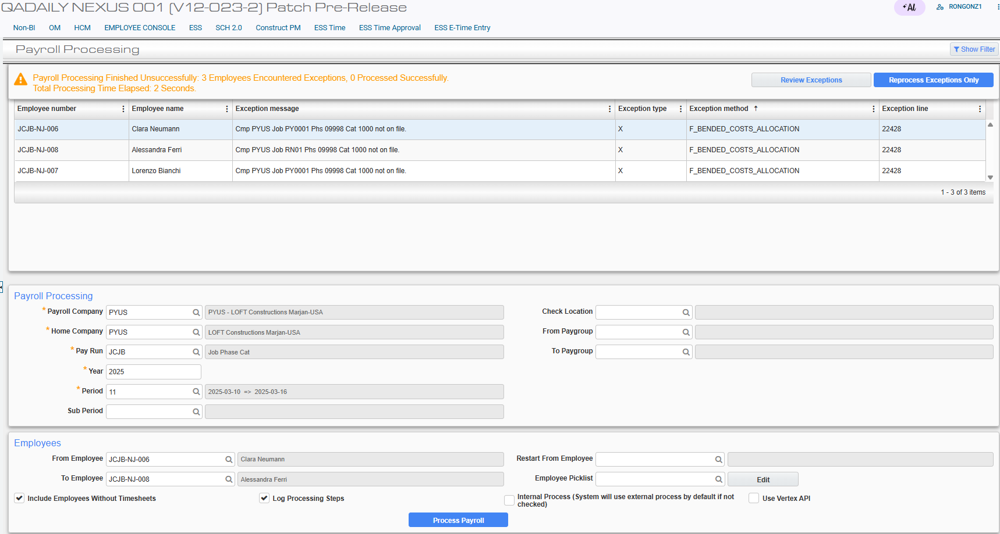 QADAILY NEXUS 001 (V12-023-2) Patch Pre-Release
AI
RONGONZ1
Non-BI OM HCM EMPLOYEE CONSOLE ESS SCH 2.0 Construct PM ESS Time ESS Time Approval ESS E-Time Entry
Payroll Processing
Show Filter
Payroll Processing Finished Unsuccessfully: 3 Employees Encountered Exceptions, 0 Processed Successfully.
Total Processing Time Elapsed: 2 Seconds.
Review Exceptions
Reprocess Exceptions Only
Employee number Employee name Exception message Exception type Exception method ↑ Exception line
JCJB-NJ-006 Clara Neumann Cmp PYUS Job PY0001 Phs 09998 Cat 1000 not on file. X F_BENDED_COSTS_ALLOCATION 22428
JCJB-NJ-008 Alessandra Ferri Cmp PYUS Job RN01 Phs 09998 Cat 1000 not on file. X F_BENDED_COSTS_ALLOCATION 22428
JCJB-NJ-007 Lorenzo Bianchi Cmp PYUS Job PY0001 Phs 09998 Cat 1000 not on file. X F_BENDED_COSTS_ALLOCATION 22428
1 - 3 of 3 items
Payroll Processing
* Payroll Company PYUS PYUS - LOFT Constructions Marjan-USA Check Location
* Home Company PYUS LOFT Constructions Marjan-USA From Paygroup
* Pay Run JCJB Job Phase Cat To Paygroup
* Year 2025
* Period 11 2025-03-10 => 2025-03-16
Sub Period
Employees
From Employee JCJB-NJ-006 Clara Neumann Restart From Employee
To Employee JCJB-NJ-008 Alessandra Ferri Employee Picklist Edit
Include Employees Without Timesheets Log Processing Steps Internal Process (System will use external process by default if not
checked) Use Vertex API
Process Payroll